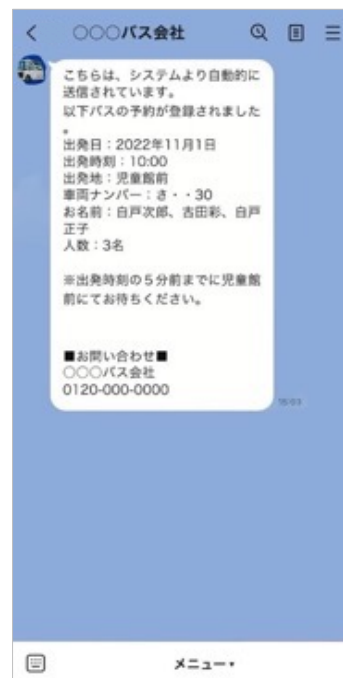 ○○○バス会社
こちらは、システムより自動的に
送信されています。
以下バスの予約が登録されました
。
出発日：2022年11月1日
出発時刻：10:00
出発地：児童館前
車両ナンバー：さ・・30
お名前：白戸次郎、古田彩、白戸
正子
人数：3名
※出発時刻の５分前までに児童館
前にてお待ちください。
■お問い合わせ■
○○○バス会社
0120-000-0000
15:03
メニュー▾